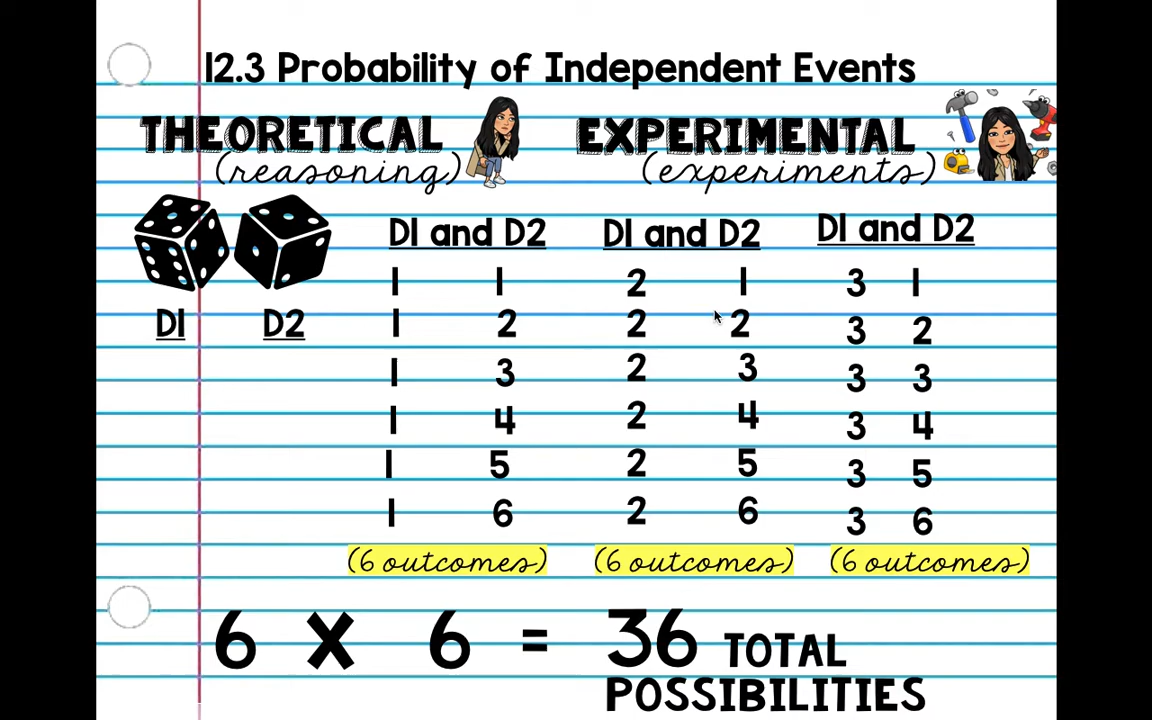 12.3 Probability of Independent Events
THEORETICAL EXPERIMENTAL
(reasoning) (experiments)
D1 and D2 D1 and D2 D1 and D2
1 1 2 1 3 1
D1 D2 1 2 2 2 3 2
1 3 2 3 3 3
1 4 2 4 3 4
1 5 2 5 3 5
1 6 2 6 3 6
(6 outcomes) (6 outcomes) (6 outcomes)
6 x 6 = 36 TOTAL
POSSIBILITIES